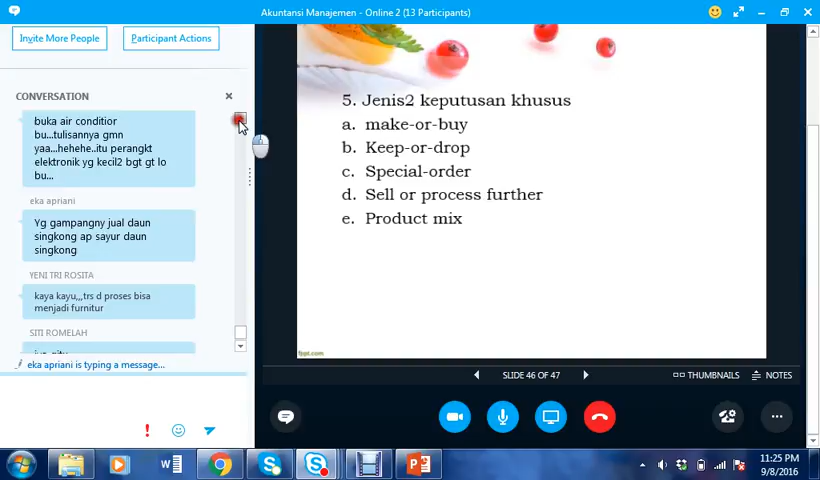 Akuntansi Manajemen - Online 2 (13 Participants)
Invite More People
Participant Actions
CONVERSATION
buka air conditior
bu...tulisannya gmn
yaa...hehehe..itu perangkt
elektronik yg kecil2 bgt gt lo
bu...
eka apriani
Yg gampangny jual daun
singkong ap sayur daun
singkong
YENI TRI ROSITA
kaya kayu,,,trs d proses bisa
menjadi furnitur
SITI ROMELAH
eka apriani is typing a message...
5. Jenis2 keputusan khusus
a. make-or-buy
b. Keep-or-drop
c. Special-order
d. Sell or process further
e. Product mix
fppt.com
SLIDE 46 OF 47
THUMBNAILS
NOTES
11:25 PM
9/8/2016